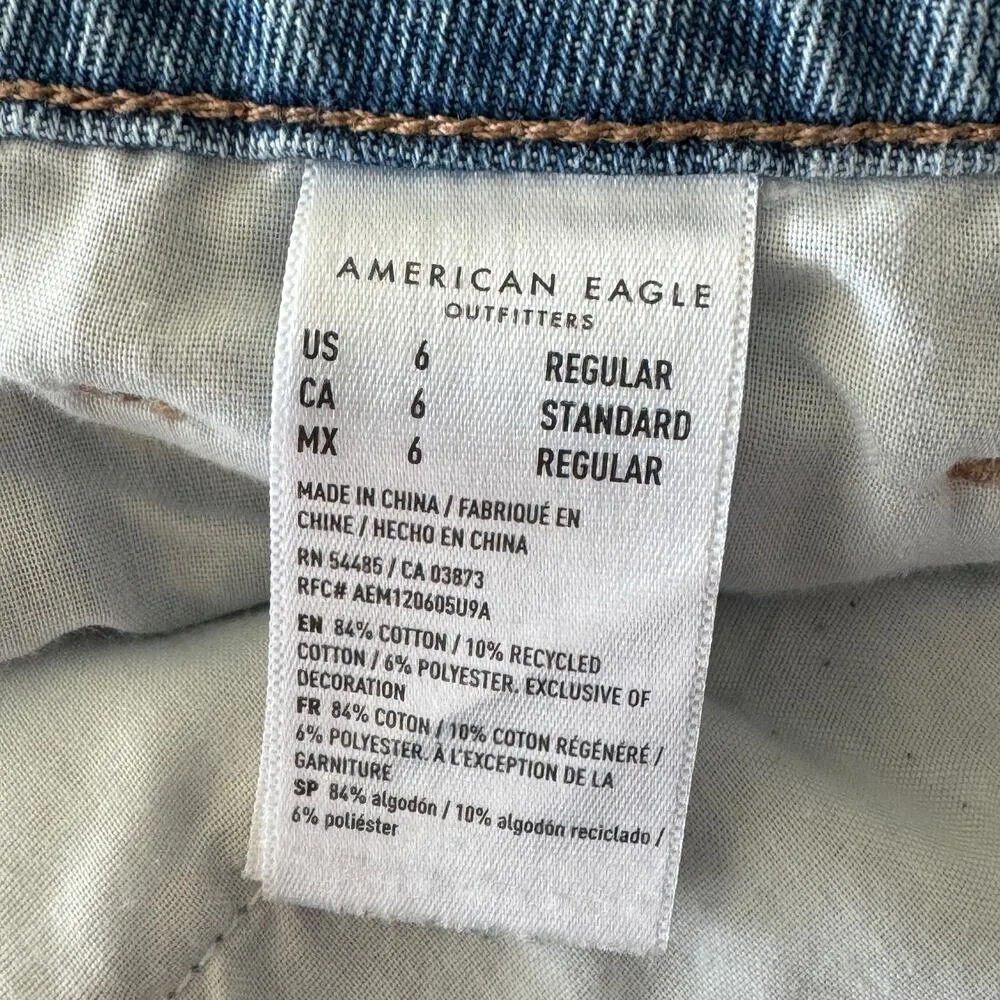 AMERICAN EAGLE
OUTFITTERS
US 6 REGULAR
CA 6 STANDARD
MX 6 REGULAR
MADE IN CHINA / FABRIQUÉ EN
CHINE / HECHO EN CHINA
RN 54485 / CA 03873
RFC# AEM120605U9A
EN 84% COTTON / 10% RECYCLED
COTTON / 6% POLYESTER. EXCLUSIVE OF
DECORATION
FR 84% COTON / 10% COTON RÉGÉNÉRÉ /
6% POLYESTER. À L'EXCEPTION DE LA
GARNITURE
SP 84% algodón / 10% algodón reciclado /
6% poliéster